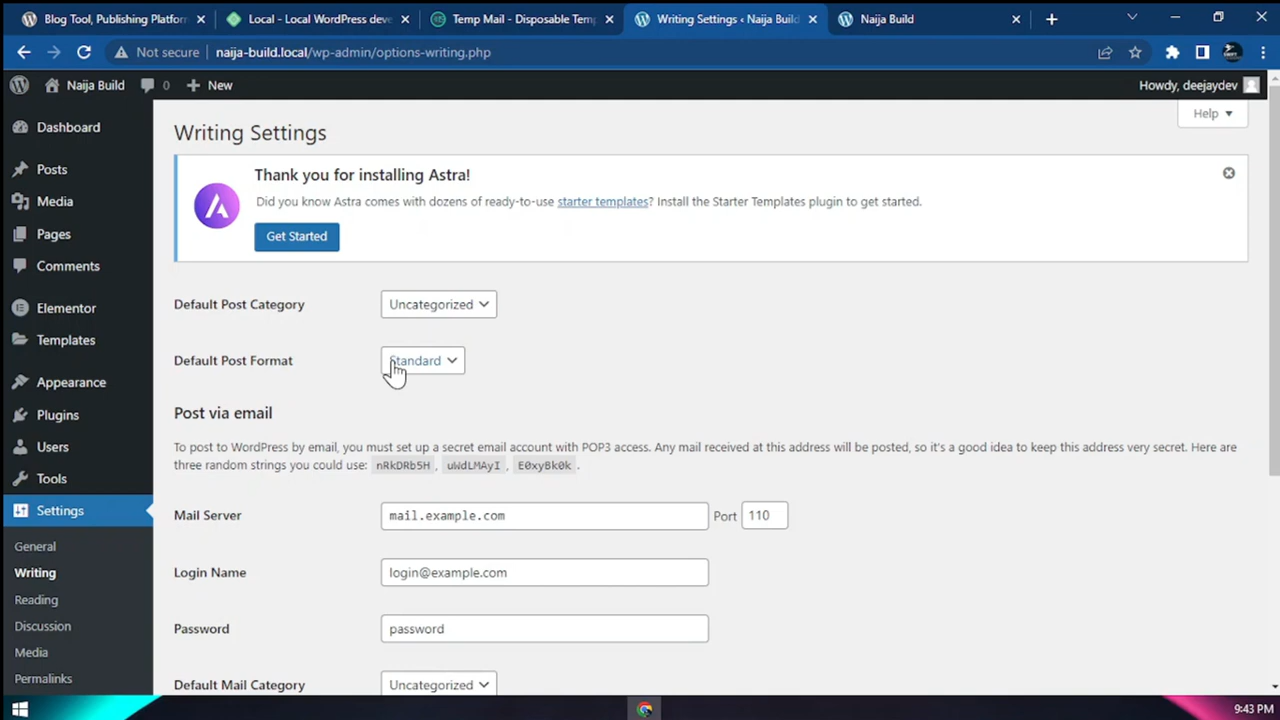 Blog Tool, Publishing Platforn
Local - Local WordPress deve
Temp Mail - Disposable Temp
Writing Settings ‹ Naija Build
Naija Build
Not secure
naija-build.local/wp-admin/options-writing.php
Naija Build
0
New
Howdy, deejaydev
Dashboard
Posts
Media
Pages
Comments
Elementor
Templates
Appearance
Plugins
Users
Tools
Settings
General
Writing
Reading
Discussion
Media
Permalinks
Writing Settings
Help
Thank you for installing Astra!
Did you know Astra comes with dozens of ready-to-use starter templates? Install the Starter Templates plugin to get started.
Get Started
Default Post Category
Uncategorized
Default Post Format
Standard
Post via email
To post to WordPress by email, you must set up a secret email account with POP3 access. Any mail received at this address will be posted, so it's a good idea to keep this address very secret. Here are
three random strings you could use: nRkDRb5H , uWdLMAyI , E0xyBk0k .
Mail Server
mail.example.com
Port
110
Login Name
login@example.com
Password
password
Default Mail Category
Uncategorized
9:43 PM